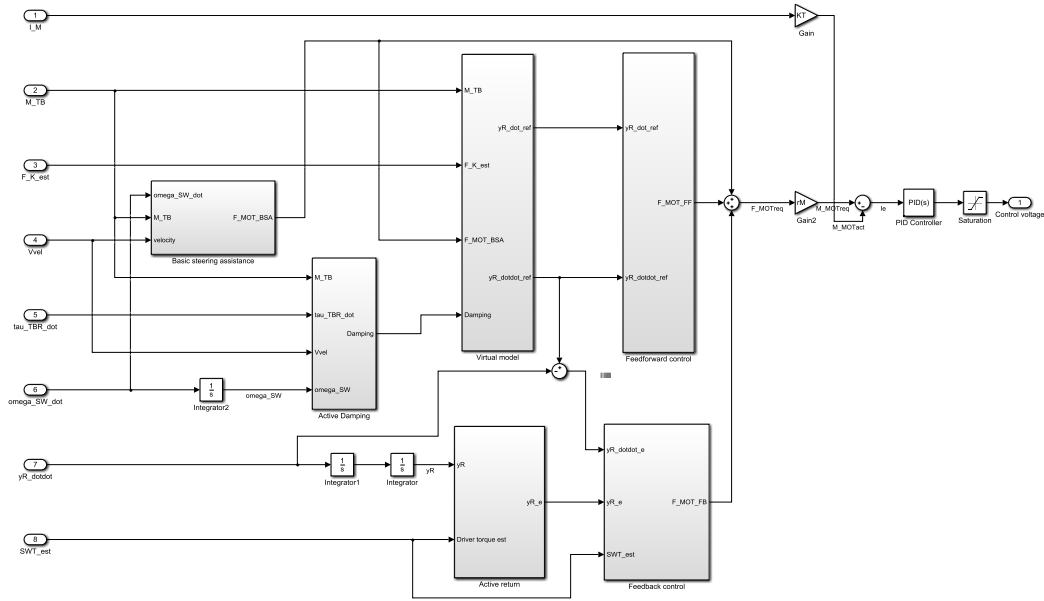 1
I_M
KT
Gain
2
M_TB
M_TB
yR_dot_ref
yR_dot_ref
3
F_K_est
F_K_est
omega_SW_dot
M_TB
F_MOT_BSA
velocity
Basic steering assistance
F_MOT_FF
F_MOTreq
rM
Gain2
M_MOTreq
M_MOTact
Ie
PID(s)
PID Controller
Saturation
1
Control voltage
4
Vvel
F_MOT_BSA
M_TB
yR_dotdot_ref
yR_dotdot_ref
5
tau_TBR_dot
tau_TBR_dot
Damping
Damping
Vvel
Virtual model
Feedforward control
6
omega_SW_dot
1
s
Integrator2
omega_SW
omega_SW
Active Damping
yR_dotdot_e
7
yR_dotdot
1
s
Integrator1
1
s
Integrator
yR
yR
yR_e
yR_e
F_MOT_FB
8
SWT_est
Driver torque est
SWT_est
Active return
Feedback control